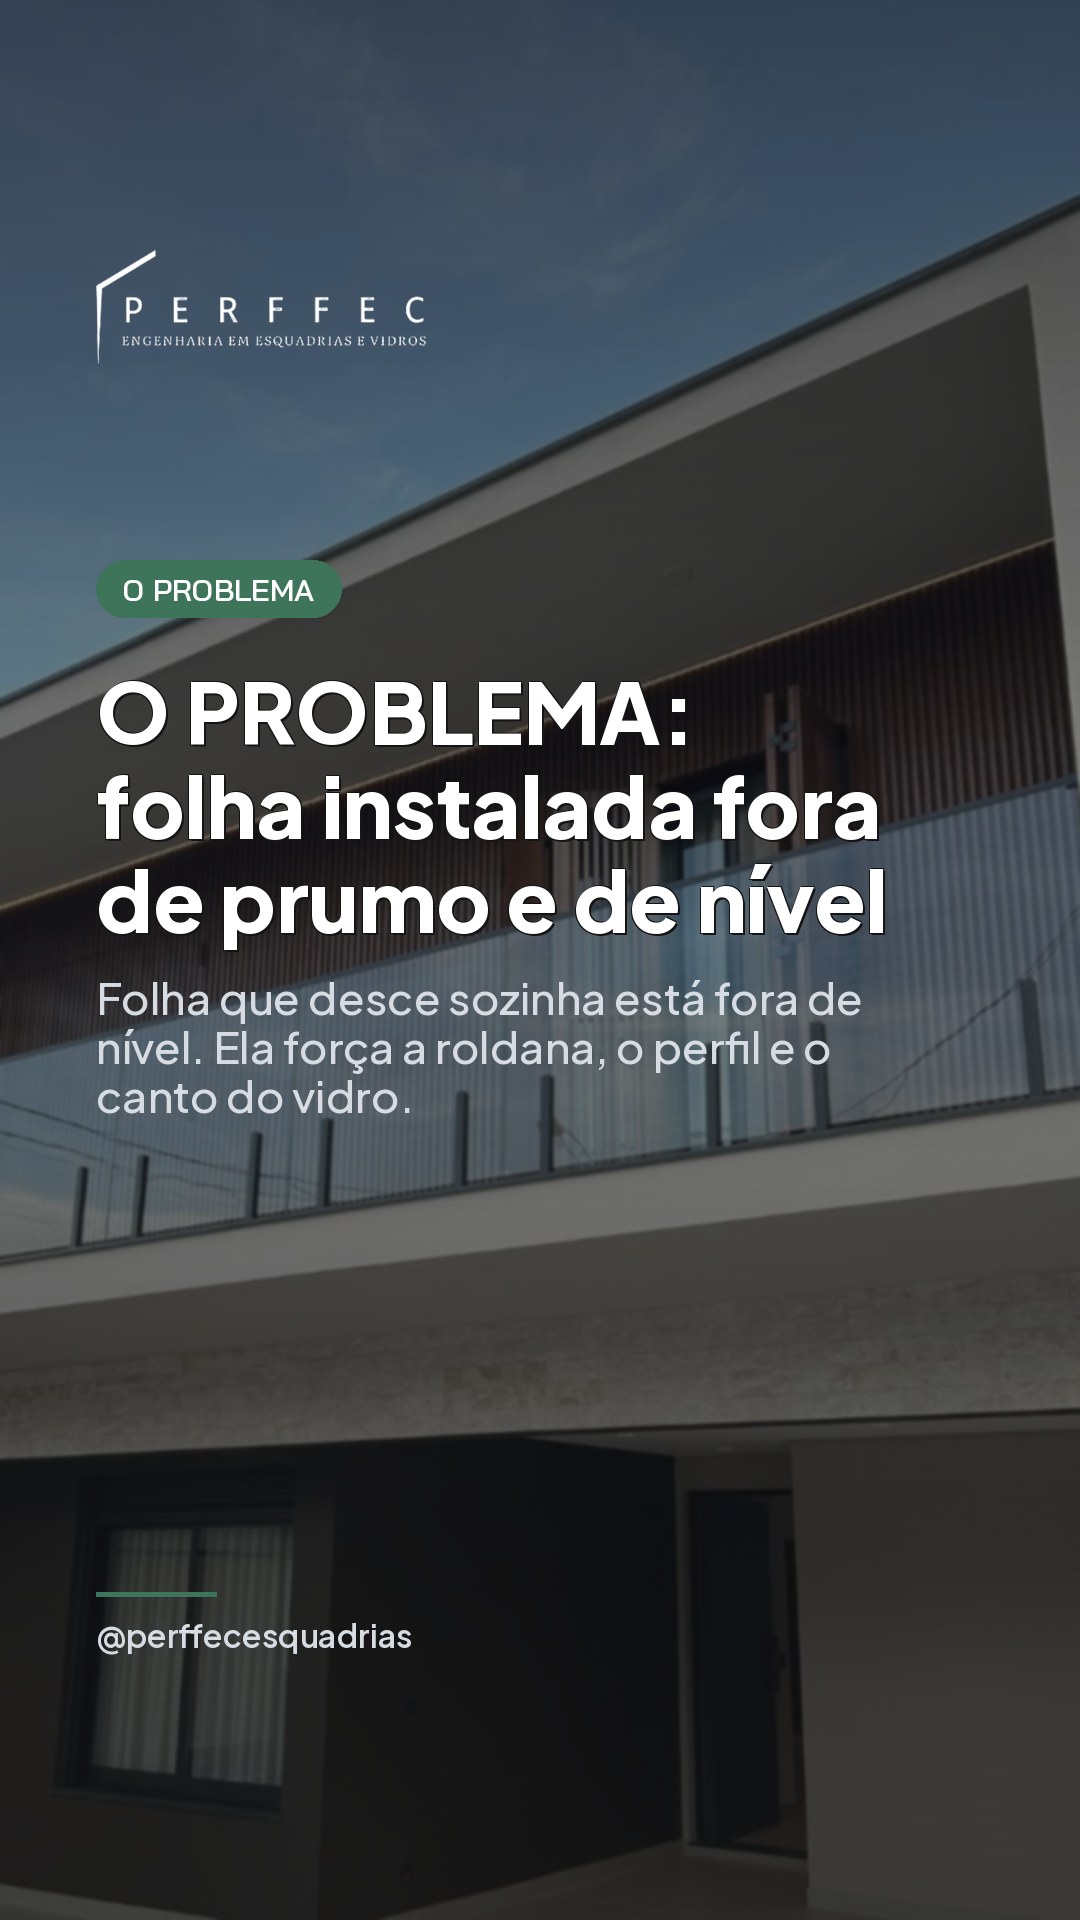 PERFFEC
ENGENHARIA EM ESQUADRIAS E VIDROS
O PROBLEMA
O PROBLEMA:
folha instalada fora
de prumo e de nível
Folha que desce sozinha está fora de
nível. Ela força a roldana, o perfil e o
canto do vidro.
@perffecesquadrias